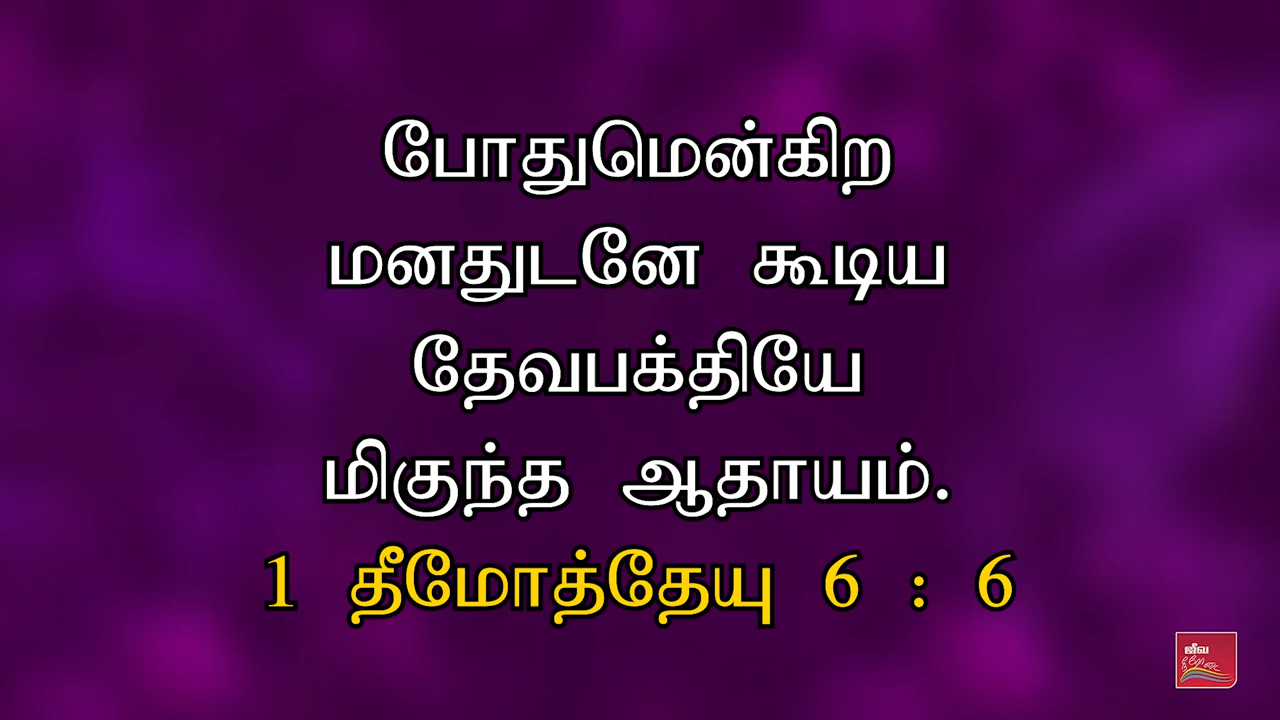 போதுமென்கிற
மனதுடனே கூடிய
தேவபக்தியே
மிகுந்த ஆதாயம்.
1 தீமோத்தேயு 6 : 6
ஜீவ
நீரோடை